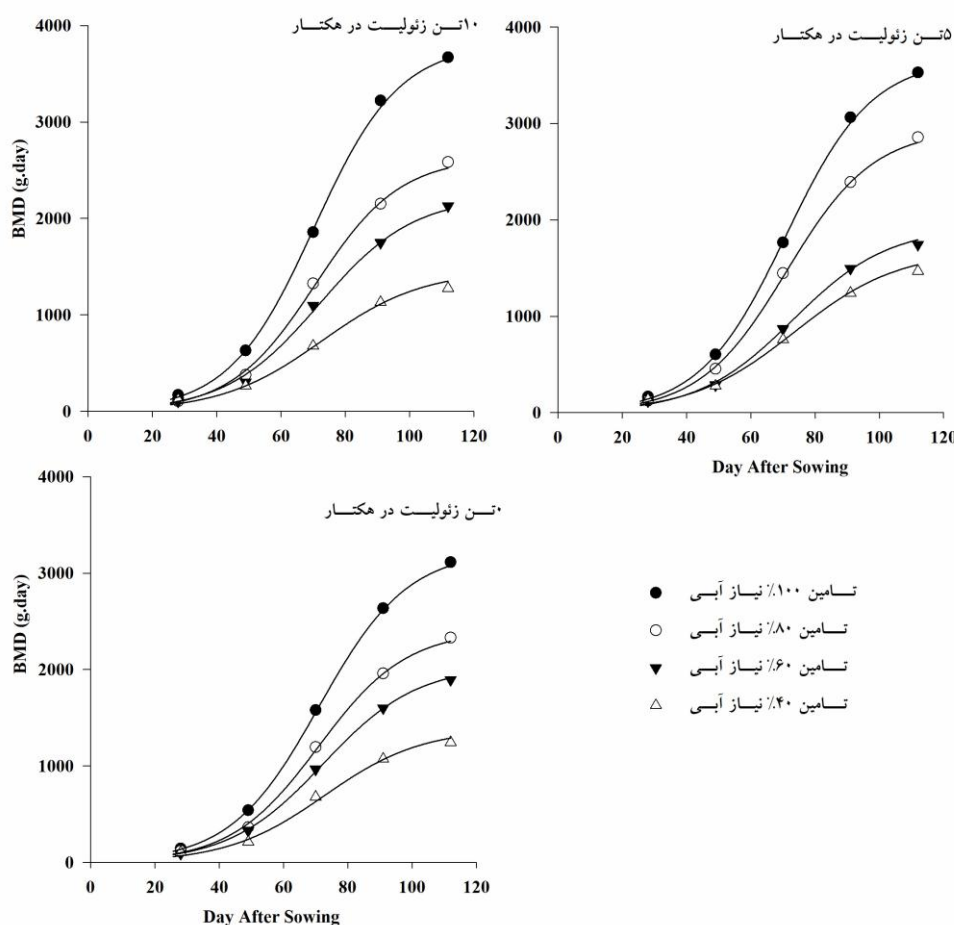 ۱۰تـــن زئولیـــت در هکتـــار
4000
3000
2000
1000
0
BMD (g.day)
0 20 40 60 80 100 120
۵تـــن زئولیـــت در هکتـــار
4000
3000
2000
1000
0
0 20 40 60 80 100 120
Day After Sowing
۰تـــن زئولیـــت در هکتـــار
4000
3000
2000
1000
0
BMD (g.day)
0 20 40 60 80 100 120
Day After Sowing
تـــامین ۱۰۰٪ نیـــاز آبـــی
تـــامین ۸۰٪ نیـــاز آبـــی
تـــامین ۶۰٪ نیـــاز آبـــی
تـــامین ۴۰٪ نیـــاز آبـــی